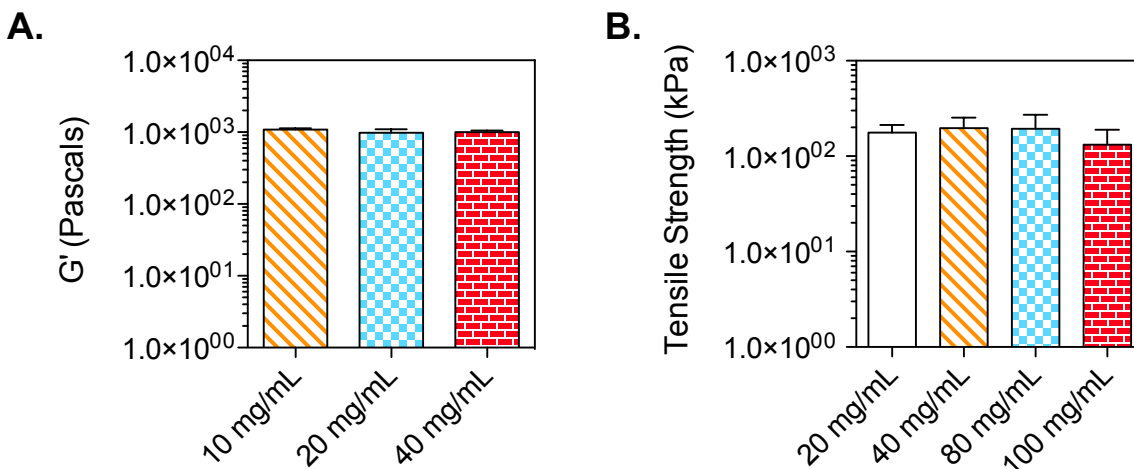 A.
G' (Pascals)
1.0×10⁰⁴
1.0×10⁰³
1.0×10⁰²
1.0×10⁰¹
1.0×10⁰⁰
10 mg/mL
20 mg/mL
40 mg/mL
B.
Tensile Strength (kPa)
1.0×10⁰³
1.0×10⁰²
1.0×10⁰¹
1.0×10⁰⁰
20 mg/mL
40 mg/mL
80 mg/mL
100 mg/mL